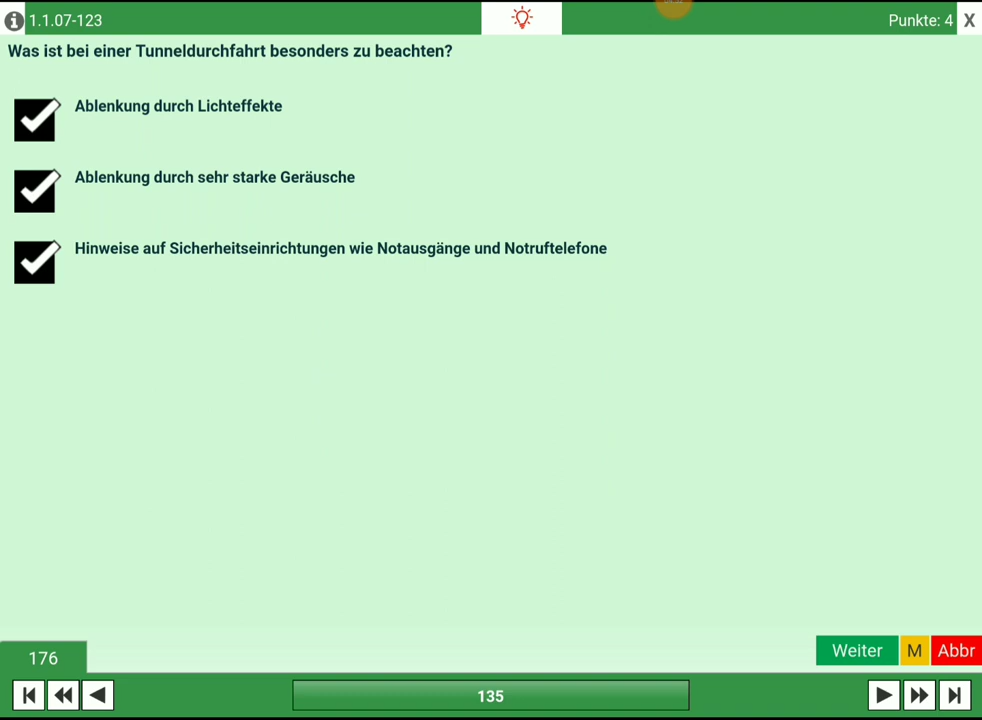 1.1.07-123
Punkte: 4 X
Was ist bei einer Tunneldurchfahrt besonders zu beachten?
Ablenkung durch Lichteffekte
Ablenkung durch sehr starke Geräusche
Hinweise auf Sicherheitseinrichtungen wie Notausgänge und Notruftelefone
176
Weiter M Abbr
135